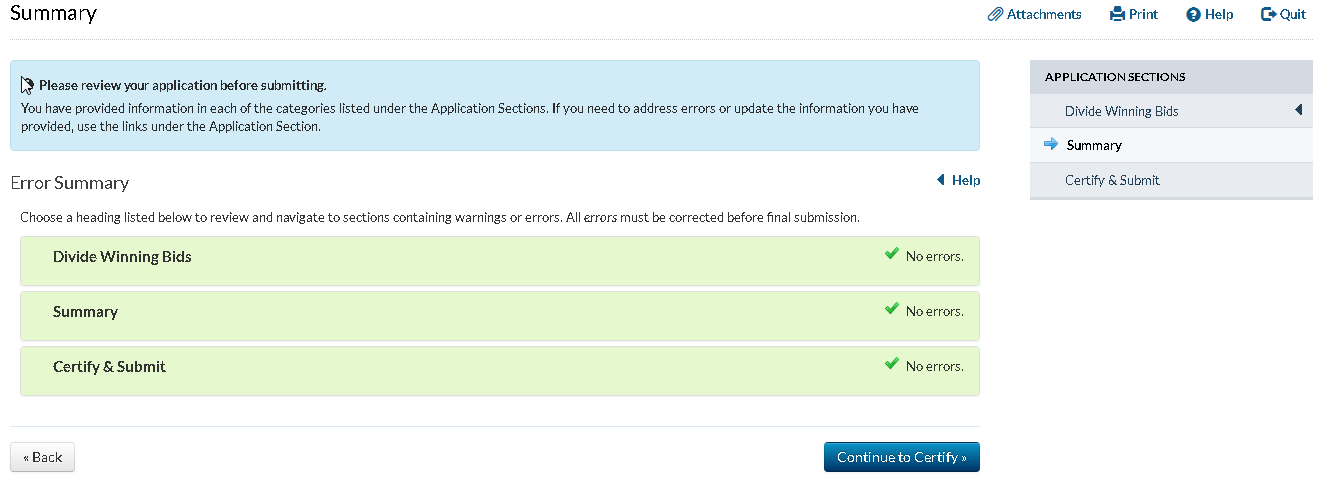 Summary
Attachments Print Help Quit
Please review your application before submitting.
You have provided information in each of the categories listed under the Application Sections. If you need to address errors or update the information you have
provided, use the links under the Application Section.
APPLICATION SECTIONS
Divide Winning Bids
Summary
Certify & Submit
Error Summary
Help
Choose a heading listed below to review and navigate to sections containing warnings or errors. All errors must be corrected before final submission.
Divide Winning Bids No errors.
Summary No errors.
Certify & Submit No errors.
« Back
Continue to Certify »